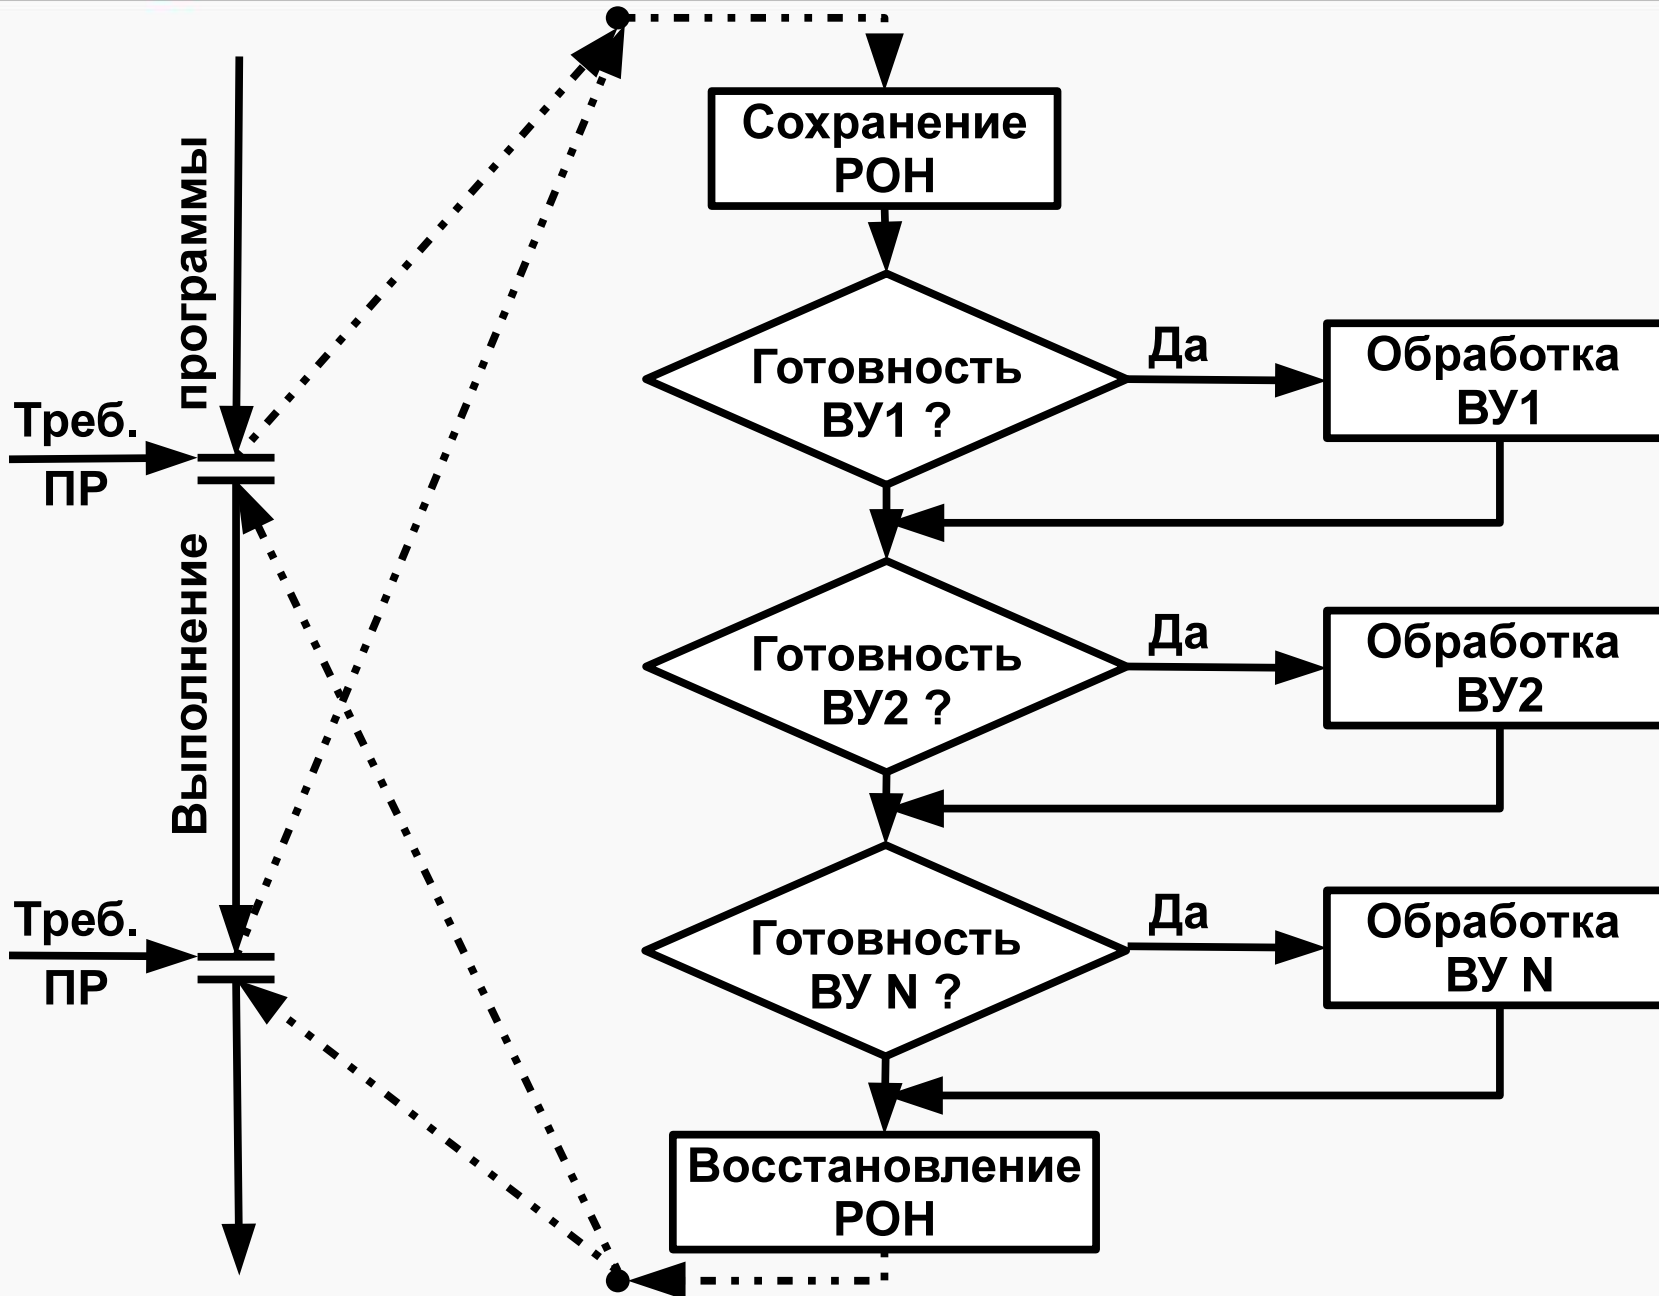 Выполнение программы
Треб.
ПР
Треб.
ПР
Сохранение
РОН
Готовность
ВУ1 ?
Да
Обработка
ВУ1
Готовность
ВУ2 ?
Да
Обработка
ВУ2
Готовность
ВУ N ?
Да
Обработка
ВУ N
Восстановление
РОН